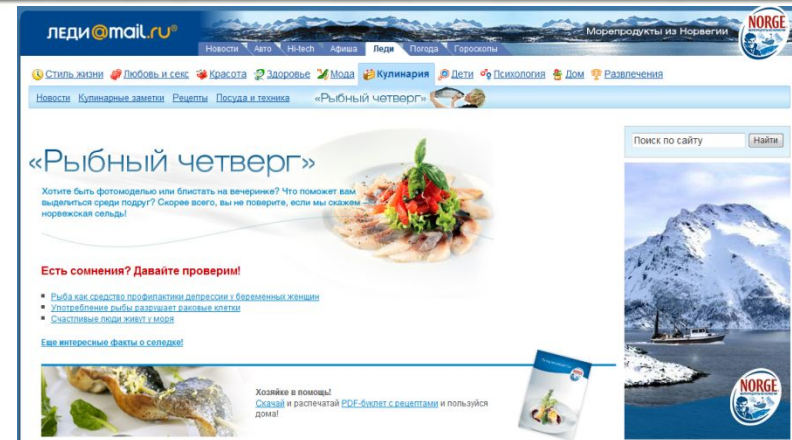 леди@mail.ru®
Морепродукты из Норвегии
NORGE
Новости Авто Hi-tech Афиша Леди Погода Гороскопы
Стиль жизни Любовь и секс Красота Здоровье Мода Кулинария Дети Психология Дом Развлечения
Новости Кулинарные заметки Рецепты Посуда и техника «Рыбный четверг»
Поиск по сайту Найти
«Рыбный четверг»
Хотите быть фотомоделью или блистать на вечеринке? Что поможет вам
выделиться среди подруг? Скорее всего, вы не поверите, если мы скажем –
норвежская сельдь!
Есть сомнения? Давайте проверим!
Рыба как средство профилактики депрессии у беременных женщин
Употребление рыбы разрушает раковые клетки
Счастливые люди живут у моря
Еще интересные факты о селедке!
Хозяйке в помощь!
Скачай и распечатай PDF-буклет с рецептами и пользуйся
дома!
NORGE